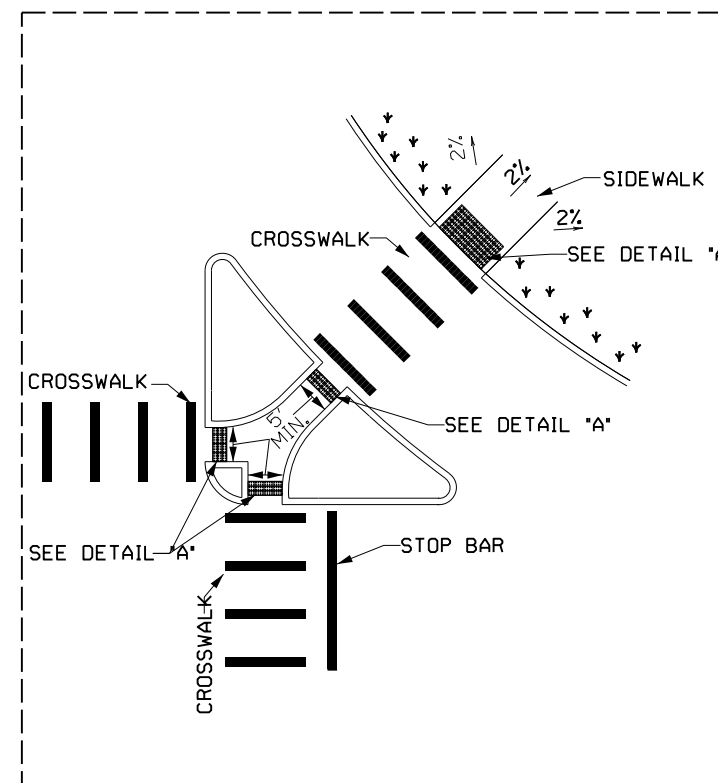 2%
2%
SIDEWALK
2%
CROSSWALK
SEE DETAIL "A
CROSSWALK
5'
MIN.
SEE DETAIL "A"
SEE DETAIL "A"
STOP BAR
CROSSWALK